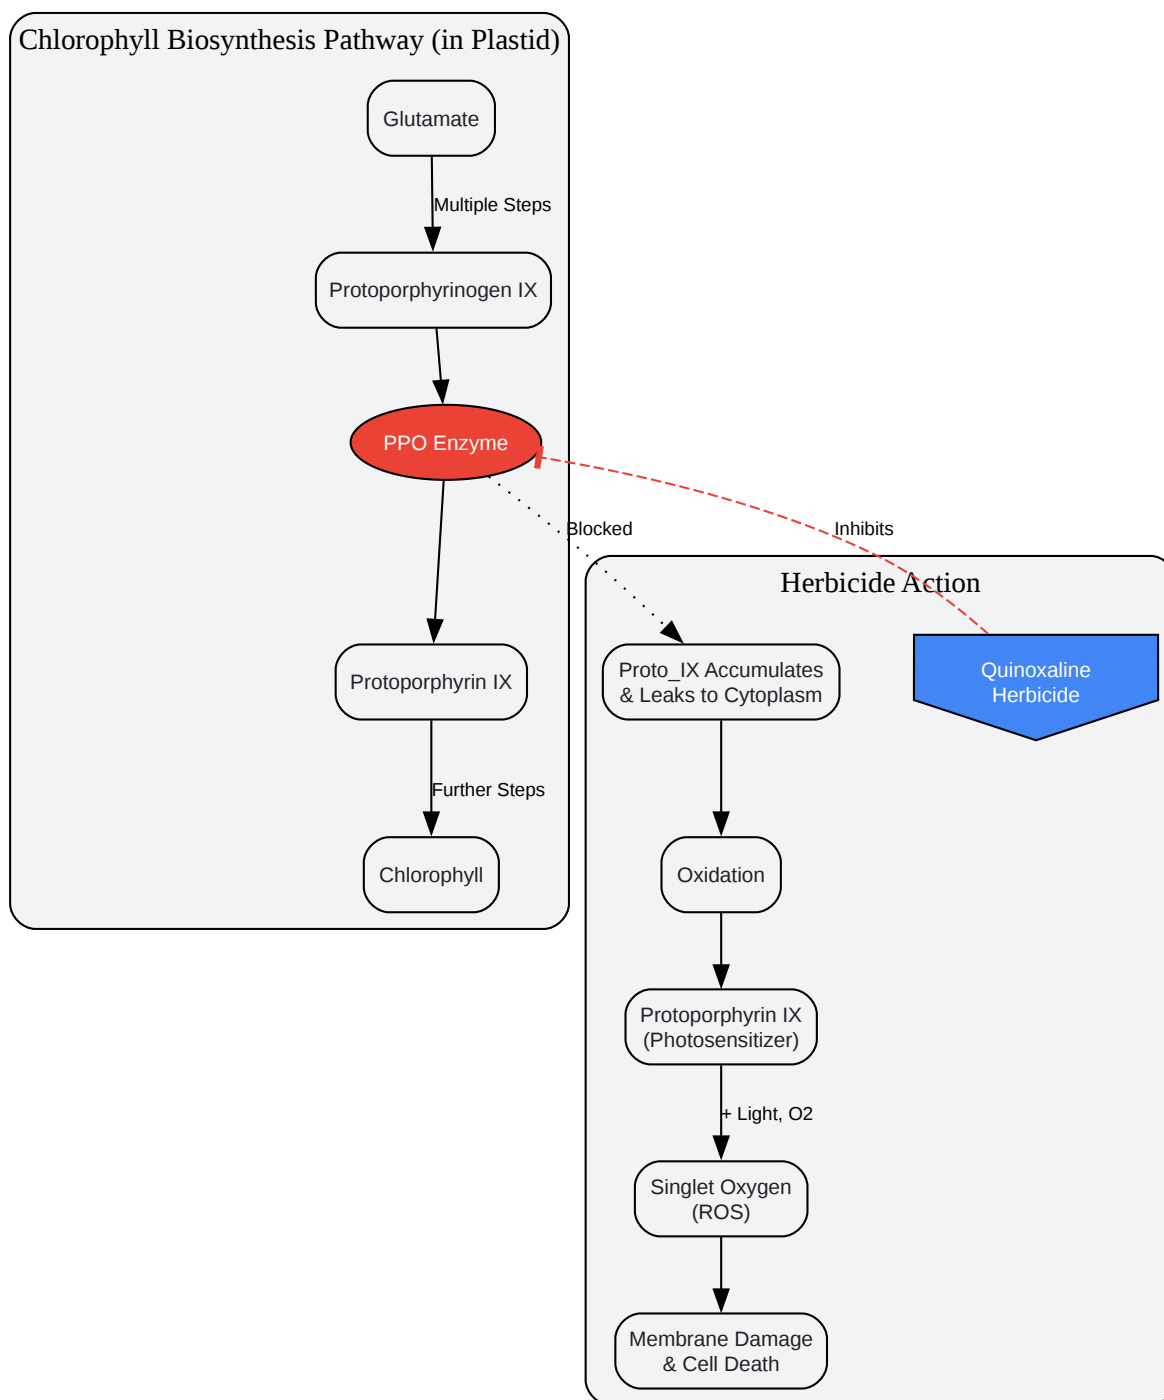 Chlorophyll Biosynthesis Pathway (in Plastid)
Glutamate
Multiple Steps
Protoporphyrinogen IX
PPO Enzyme
Blocked
Inhibits
Protoporphyrin IX
Further Steps
Chlorophyll
Herbicide Action
Proto_IX Accumulates
& Leaks to Cytoplasm
Quinoxaline
Herbicide
Oxidation
Protoporphyrin IX
(Photosensitizer)
+ Light, O2
Singlet Oxygen
(ROS)
Membrane Damage
& Cell Death